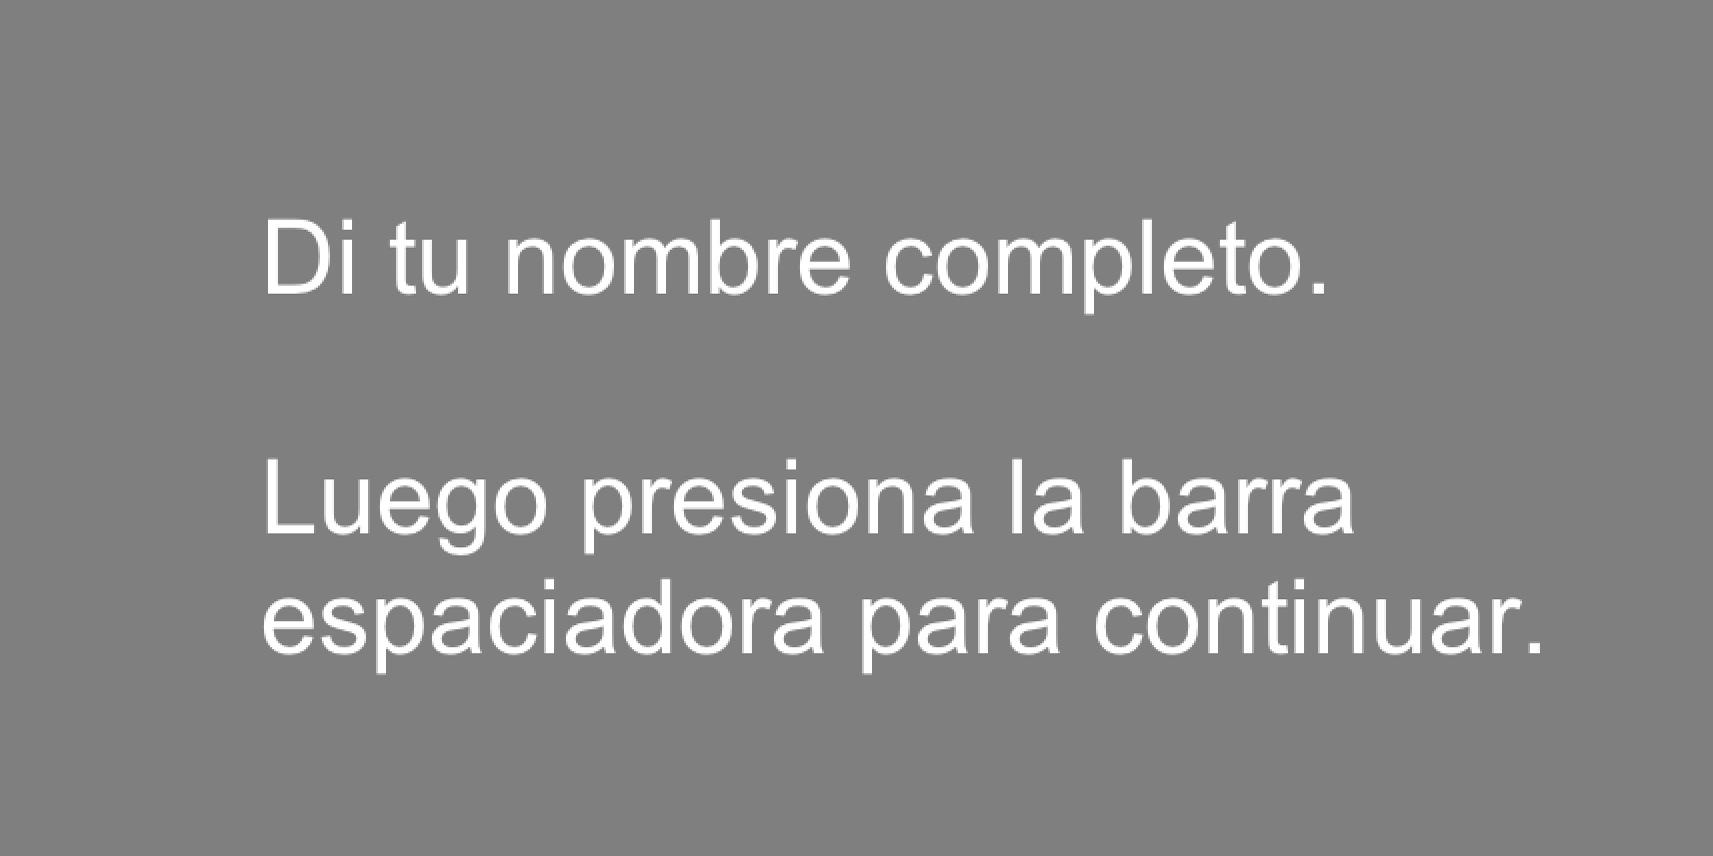 Di tu nombre completo.
Luego presiona la barra
espaciadora para continuar.